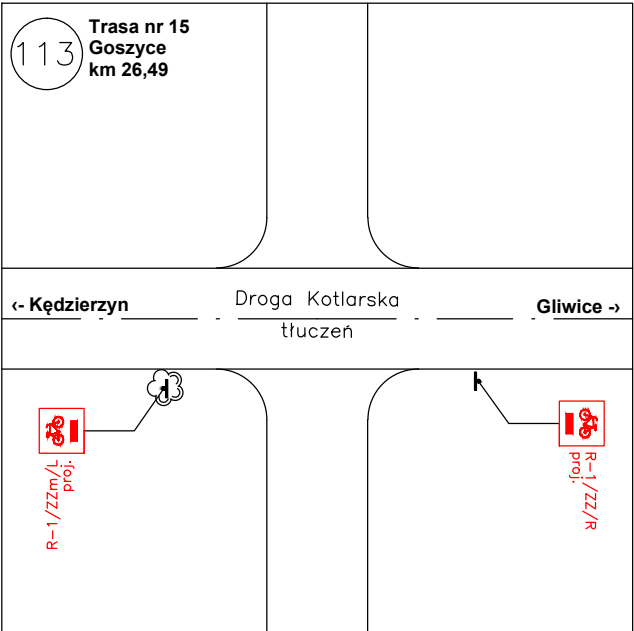 113
Trasa nr 15
Goszyce
km 26,49
‹- Kędzierzyn
Droga Kotlarska
tłuczeń
Gliwice -›
R-1/ZZm/L
proj.
R-1/ZZ/R
proj.